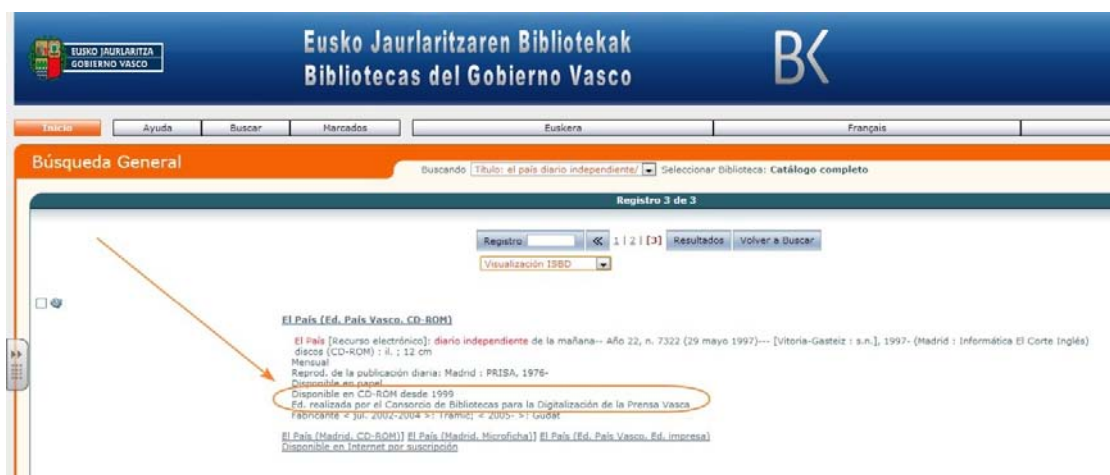 EUSKO JAURLARITZA
GOBIERNO VASCO
Eusko Jaurlaritzaren Bibliotekak
Bibliotecas del Gobierno Vasco
BK
Inicio Ayuda Buscar Marcados Euskera Français
Búsqueda General
Buscando Título: el país diario independiente/ Seleccionar Biblioteca: Catálogo completo
Registro 3 de 3
Registro « 1 | 2 | [3] Resultados Volver a Buscar
Visualización ISBD
El País (Ed. País Vasco. CD-ROM)
El País [Recurso electrónico]: diario independiente de la mañana-- Año 22, n. 7322 (29 mayo 1997)--- [Vitoria-Gasteiz : s.n.], 1997- (Madrid : Informática El Corte Inglés)
discos (CD-ROM) : il. ; 12 cm
Mensual
Reprod. de la publicación diaria: Madrid : PRISA, 1976-
Disponible en papel
Disponible en CD-ROM desde 1999
Ed. realizada por el Consorcio de Bibliotecas para la Digitalización de la Prensa Vasca
Fabricante < jul. 2002-2004 >: Tramic; < 2005- >: Gudat
El País (Madrid. CD-ROM)] El País (Madrid. Microficha)] El País (Ed. País Vasco. Ed. impresa)
Disponible en Internet por suscripción